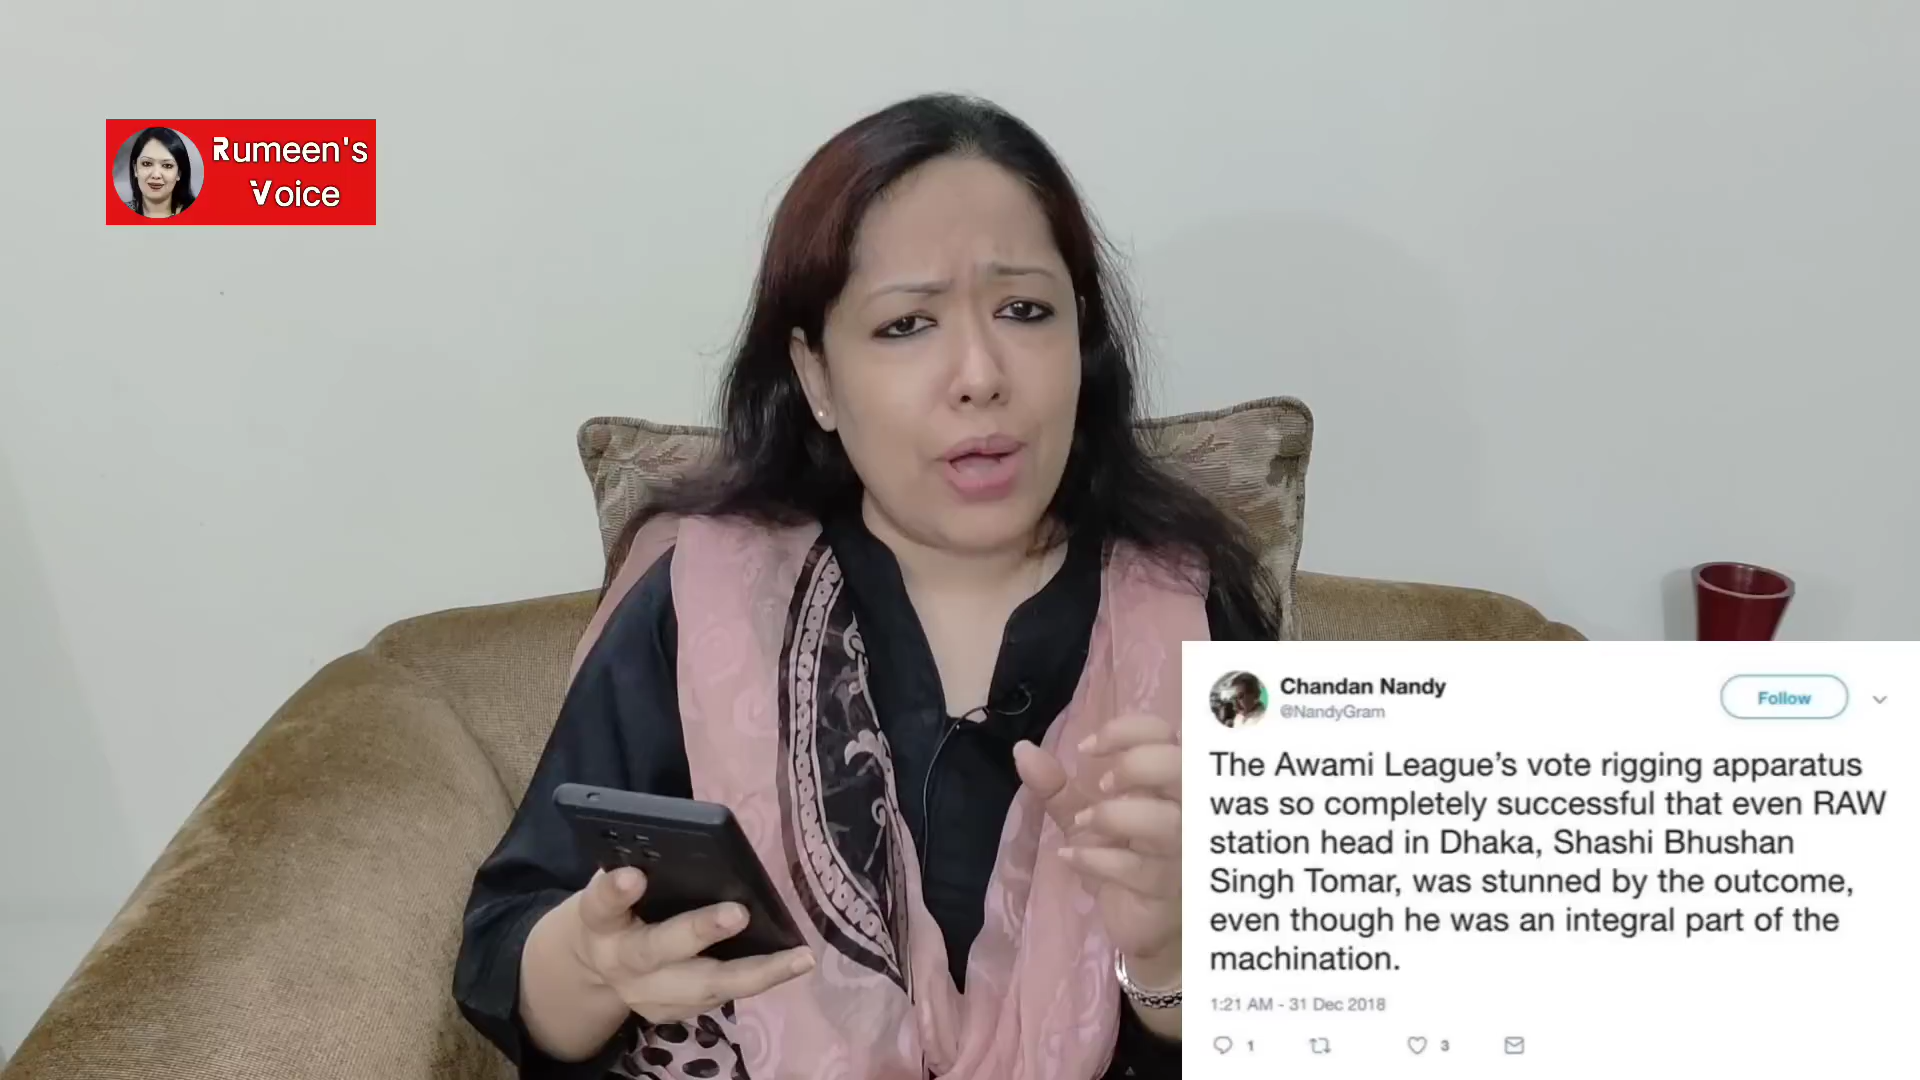 Rumeen's
Voice
Chandan Nandy
@NandyGram
Follow
The Awami League’s vote rigging apparatus
was so completely successful that even RAW
station head in Dhaka, Shashi Bhushan
Singh Tomar, was stunned by the outcome,
even though he was an integral part of the
machination.
1:21 AM - 31 Dec 2018
1
3